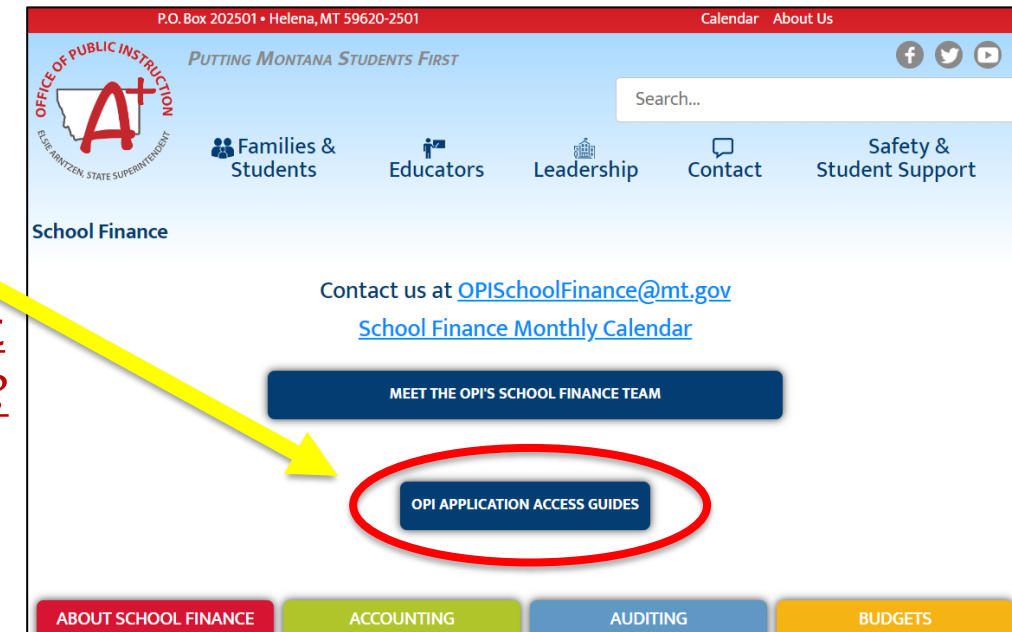 P.O. Box 202501 • Helena, MT 59620-2501 Calendar About Us
OFFICE OF PUBLIC INSTRUCTION
A+
ELSIE ARNTZEN, STATE SUPERINTENDENT
PUTTING MONTANA STUDENTS FIRST
Search...
Families &
Students
Educators
Leadership
Contact
Safety &
Student Support
School Finance
Contact us at OPISchoolFinance@mt.gov
School Finance Monthly Calendar
?
MEET THE OPI'S SCHOOL FINANCE TEAM
OPI APPLICATION ACCESS GUIDES
ABOUT SCHOOL FINANCE ACCOUNTING AUDITING BUDGETS